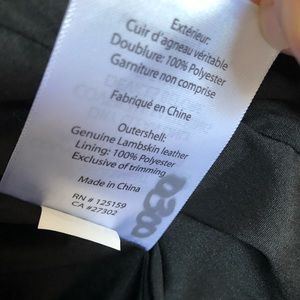 Extérieur:
Cuir d'agneau véritable
Doublure: 100% Polyester
Garniture non comprise
Fabriqué en Chine
Outershell:
Genuine Lambskin leather
Lining: 100% Polyester
Exclusive of trimming
Made in China
RN # 125159
CA #27302